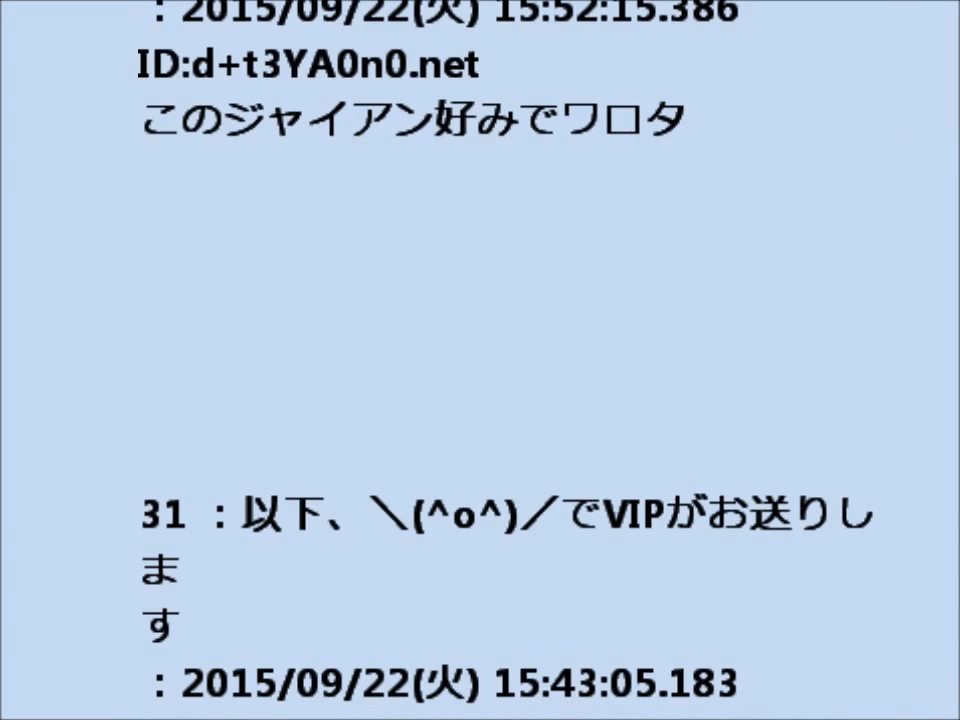 ：2015/09/22(火) 15:52:15.386
ID:d+t3YA0n0.net
このジャイアン好みでワロタ
31 ：以下、＼(^o^)／でVIPがお送りし
ま
す
：2015/09/22(火) 15:43:05.183